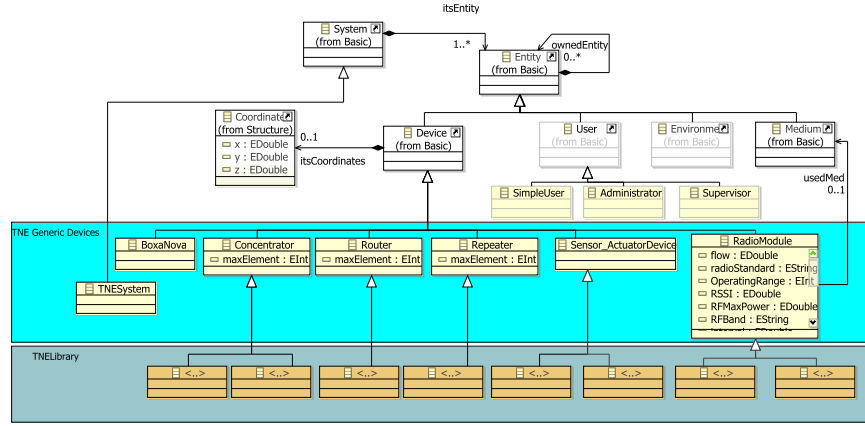 itsEntity
System
(from Basic)
1..*
ownedEntity
0..*
Entity
(from Basic)
Coordinate
(from Structure)
x : EDouble
y : EDouble
z : EDouble
0..1
itsCoordinates
Device
(from Basic)
User
(from Basic)
Environme
(from Basic)
Medium
(from Basic)
usedMed
0..1
SimpleUser
Administrator
Supervisor
TNE Generic Devices
BoxaNova
Concentrator
maxElement : EInt
Router
maxElement : EInt
Repeater
maxElement : EInt
Sensor_ActuatorDevice
RadioModule
flow : EDouble
radioStandard : EString
OperatingRange : EInt
RSSI : EDouble
RFMaxPower : EDouble
RFBand : EString
TNESystem
TNELibrary
<..>
<..>
<..>
<..>
<..>
<..>
<..>
<..>